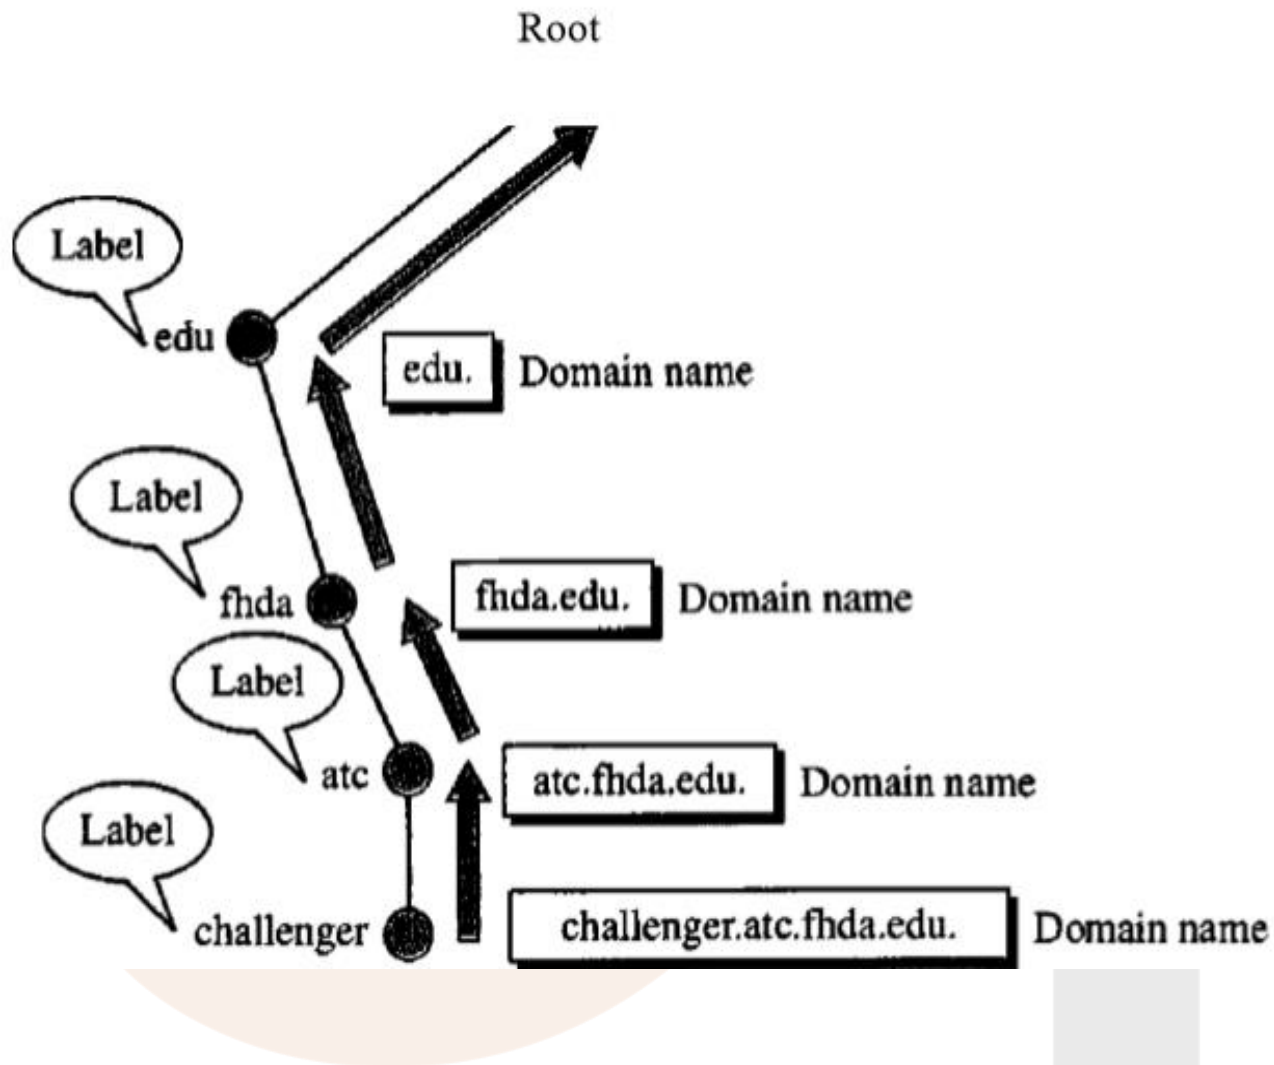 Root
Label
edu
edu.
Domain name
Label
fhda
fhda.edu.
Domain name
Label
atc
atc.fhda.edu.
Domain name
Label
challenger
challenger.atc.fhda.edu.
Domain name